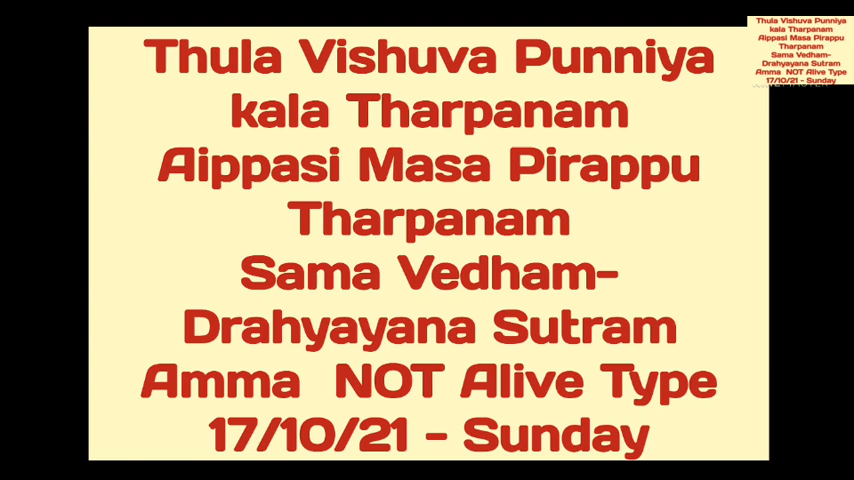 Thula Vishuva Punniya
kala Tharpanam
Aippasi Masa Pirappu
Tharpanam
Sama Vedham-
Drahyayana Sutram
Amma NOT Alive Type
17/10/21 - Sunday
Thula Vishuva Punniya
kala Tharpanam
Aippasi Masa Pirappu
Tharpanam
Sama Vedham-
Drahyayana Sutram
Amma NOT Alive Type
17/10/21 - Sunday